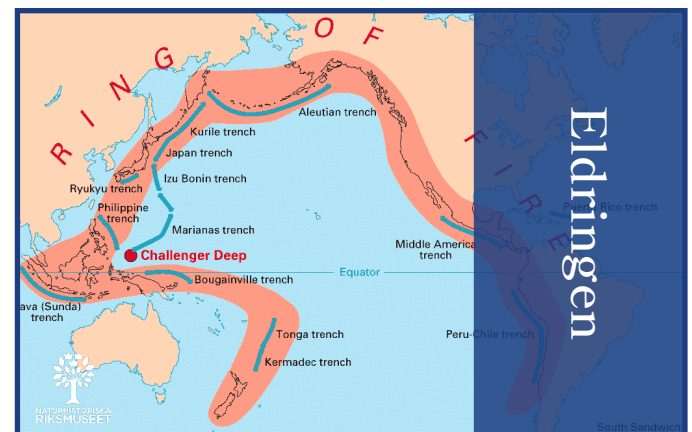 RING OF FIRE
Aleutian trench
Kurile trench
Japan trench
Izu Bonin trench
Ryukyu trench
Philippine
trench
Marianas trench
Challenger Deep
Puerto Rico trench
Middle America
trench
Equator
Bougainville trench
ava (Sunda)
trench
Tonga trench
Kermadec trench
Peru-Chile trench
South Sandwich
Eldringen
NATURHISTORISKA
RIKSMUSEET